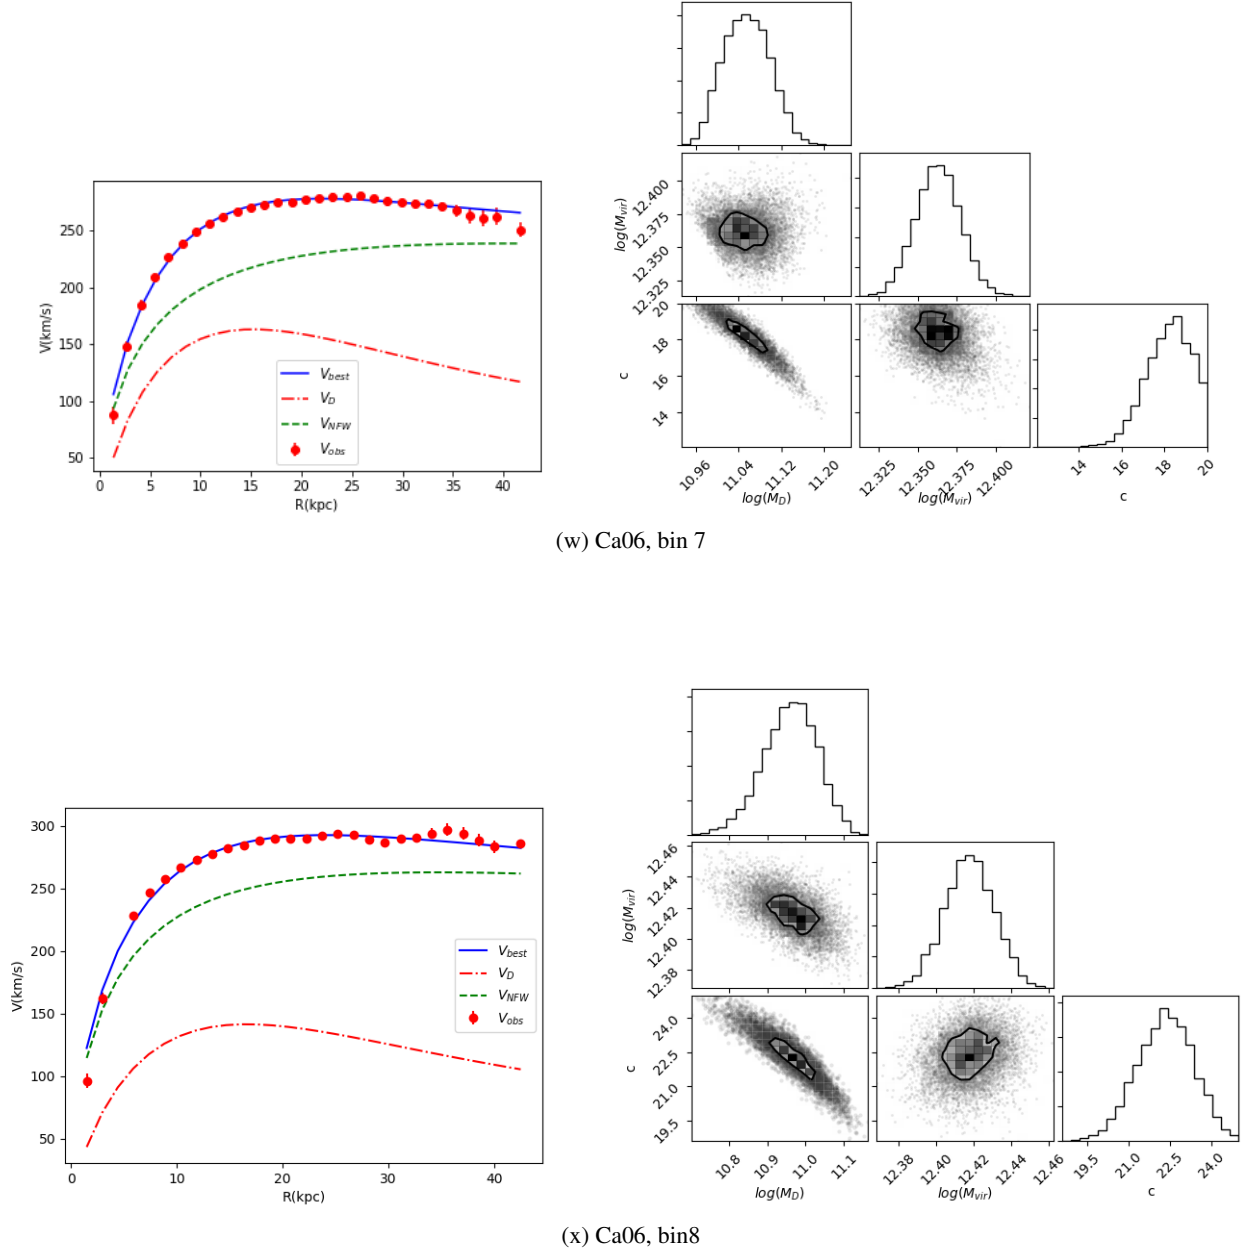 250
200
150
100
50
V(km/s)
0
5
10
15
20
25
30
35
40
R(kpc)
V_best
V_D
V_NFW
V_obs
12.400
12.375
12.350
12.325
log(M_vir)
20
18
16
14
c
10.96
11.04
11.12
11.20
log(M_D)
12.325
12.350
12.375
12.400
log(M_vir)
14
16
18
20
c
(w) Ca06, bin 7
300
250
200
150
100
50
V(km/s)
0
10
20
30
40
R(kpc)
V_best
V_D
V_NFW
V_obs
12.46
12.44
12.42
12.40
12.38
log(M_vir)
24.0
22.5
21.0
19.5
c
10.8
10.9
11.0
11.1
log(M_D)
12.38
12.40
12.42
12.44
12.46
log(M_vir)
19.5
21.0
22.5
24.0
c
(x) Ca06, bin8